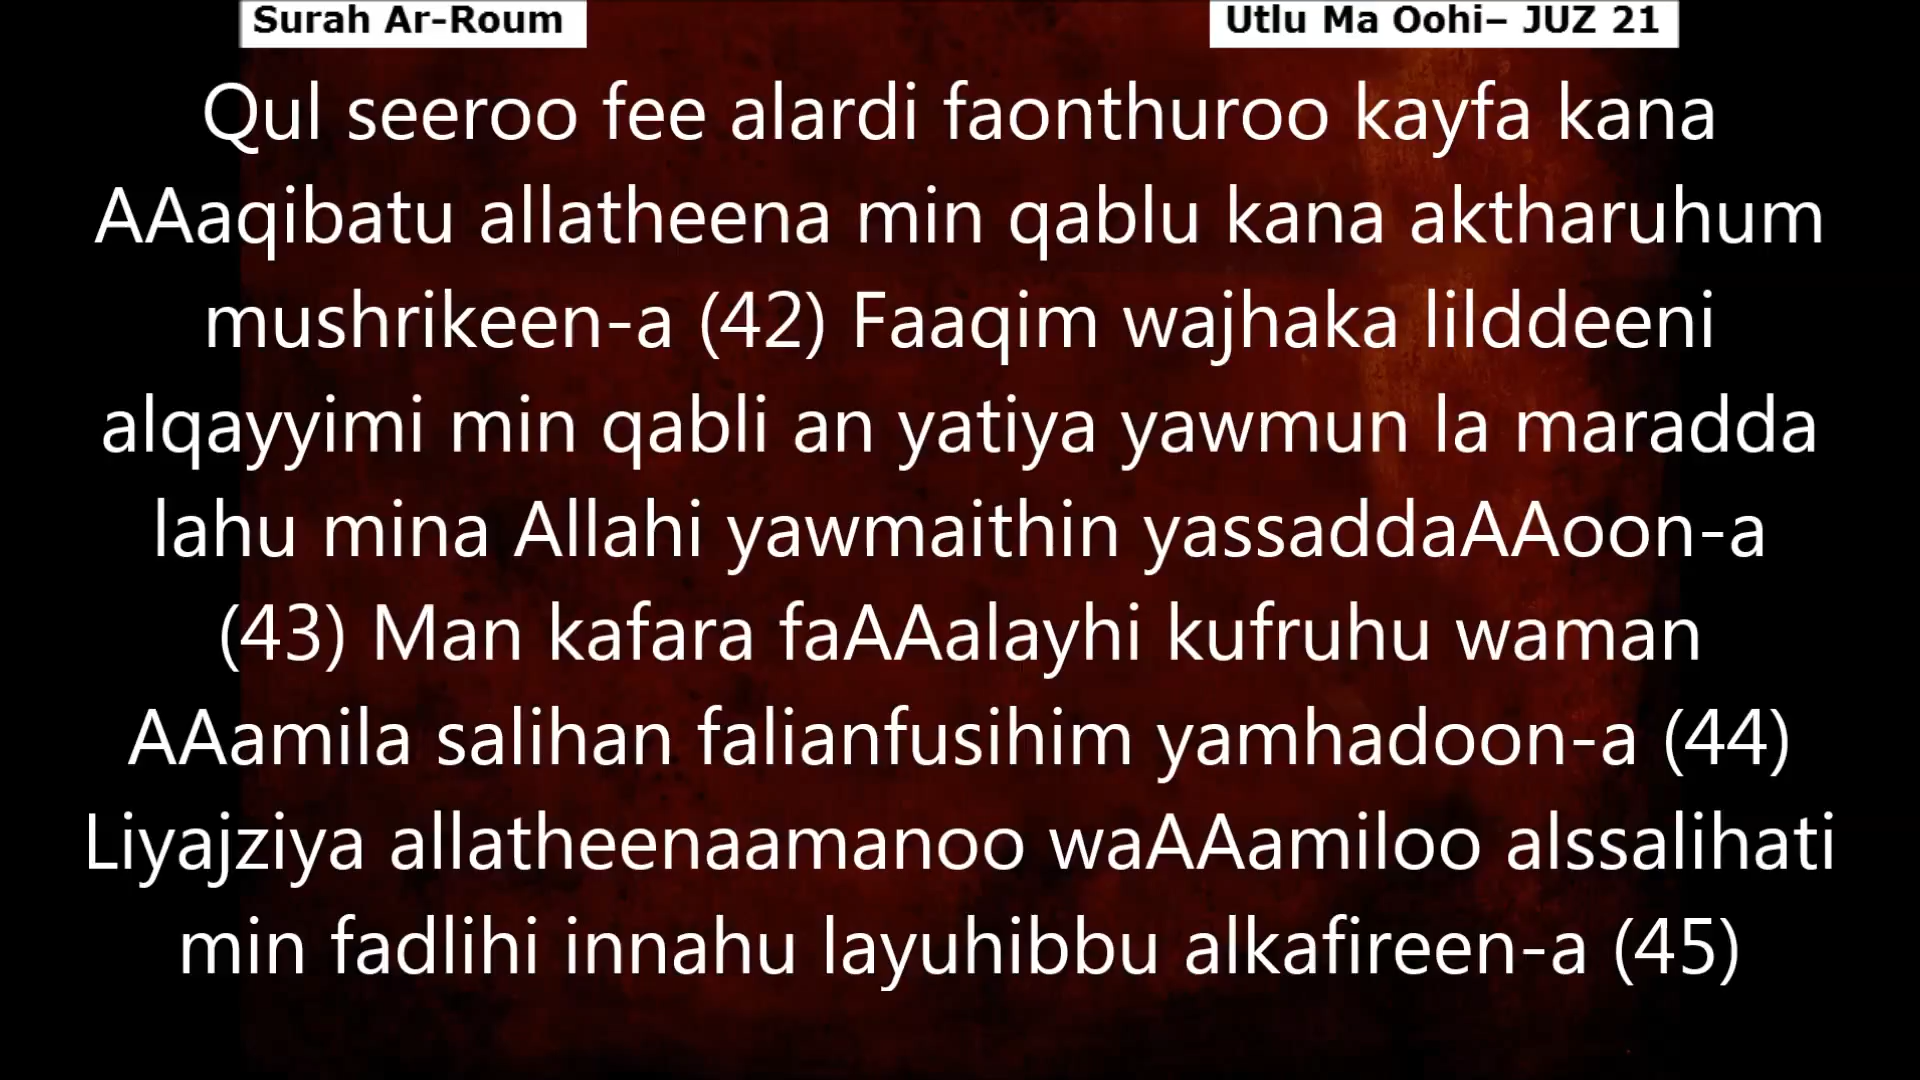 Surah Ar-Roum
Utlu Ma Oohi– JUZ 21
Qul seeroo fee alardi faonthuroo kayfa kana
AAaqibatu allatheena min qablu kana aktharuhum
mushrikeen-a (42) Faaqim wajhaka lilddeeni
alqayyimi min qabli an yatiya yawmun la maradda
lahu mina Allahi yawmaithin yassaddaAAoon-a
(43) Man kafara faAAalayhi kufruhu waman
AAamila salihan falianfusihim yamhadoon-a (44)
Liyajziya allatheenaamanoo waAAamiloo alssalihati
min fadlihi innahu layuhibbu alkafireen-a (45)